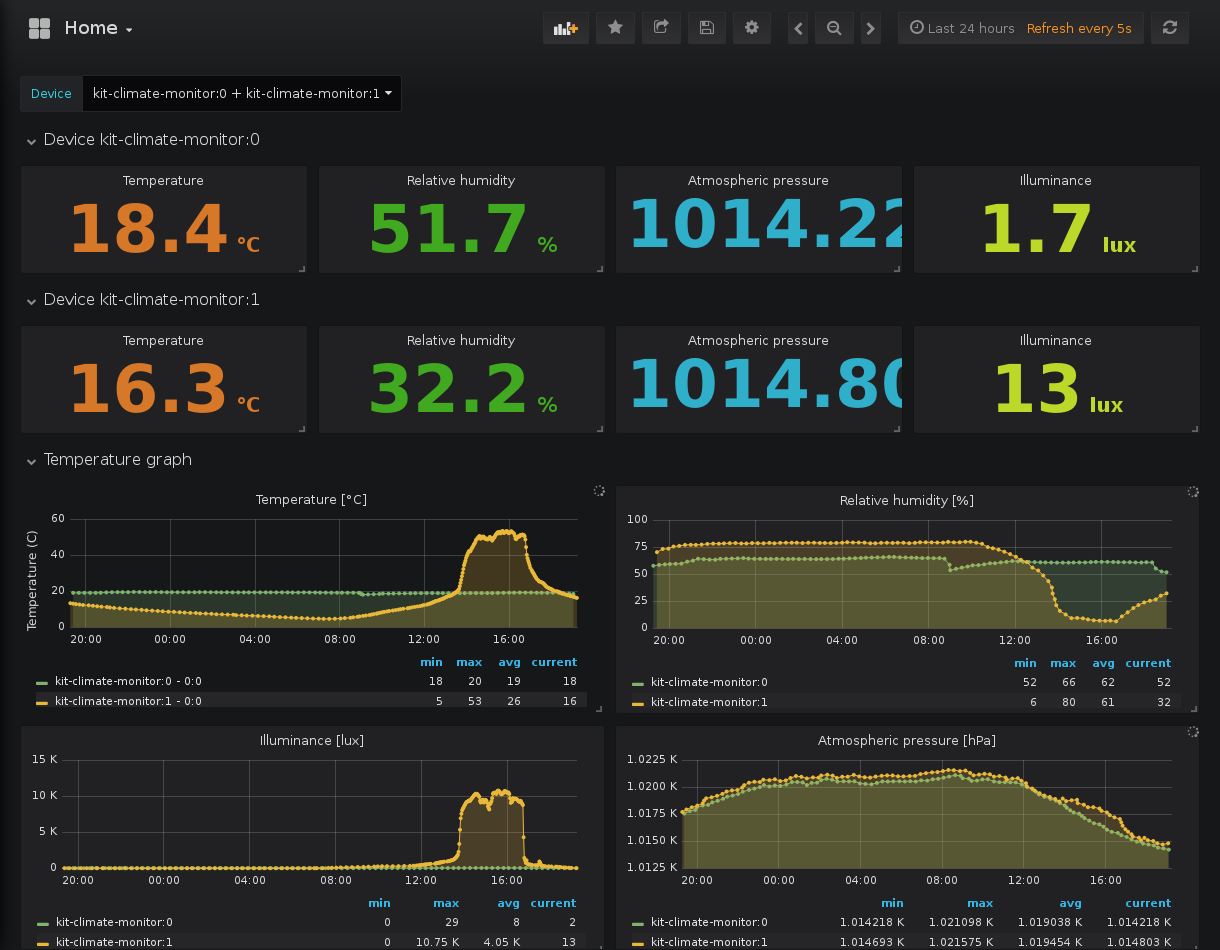 Home
Last 24 hours Refresh every 5s
Device kit-climate-monitor:0 + kit-climate-monitor:1
Device kit-climate-monitor:0
Temperature
18.4 °C
Relative humidity
51.7 %
Atmospheric pressure
1014.22
Illuminance
1.7 lux
Device kit-climate-monitor:1
Temperature
16.3 °C
Relative humidity
32.2 %
Atmospheric pressure
1014.80
Illuminance
13 lux
Temperature graph
Temperature [°C]
Temperature (C)
60
40
20
0
20:00 00:00 04:00 08:00 12:00 16:00
min max avg current
kit-climate-monitor:0 - 0:0 18 20 19 18
kit-climate-monitor:1 - 0:0 5 53 26 16
Relative humidity [%]
100
75
50
25
0
20:00 00:00 04:00 08:00 12:00 16:00
min max avg current
kit-climate-monitor:0 52 66 62 52
kit-climate-monitor:1 6 80 61 32
Illuminance [lux]
15 K
10 K
5 K
0
20:00 00:00 04:00 08:00 12:00 16:00
min max avg current
kit-climate-monitor:0 0 29 8 2
kit-climate-monitor:1 0 10.75 K 4.05 K 13
Atmospheric pressure [hPa]
1.0225 K
1.0200 K
1.0175 K
1.0150 K
1.0125 K
20:00 00:00 04:00 08:00 12:00 16:00
min max avg current
kit-climate-monitor:0 1.014218 K 1.021098 K 1.019038 K 1.014218 K
kit-climate-monitor:1 1.014693 K 1.021575 K 1.019454 K 1.014803 K